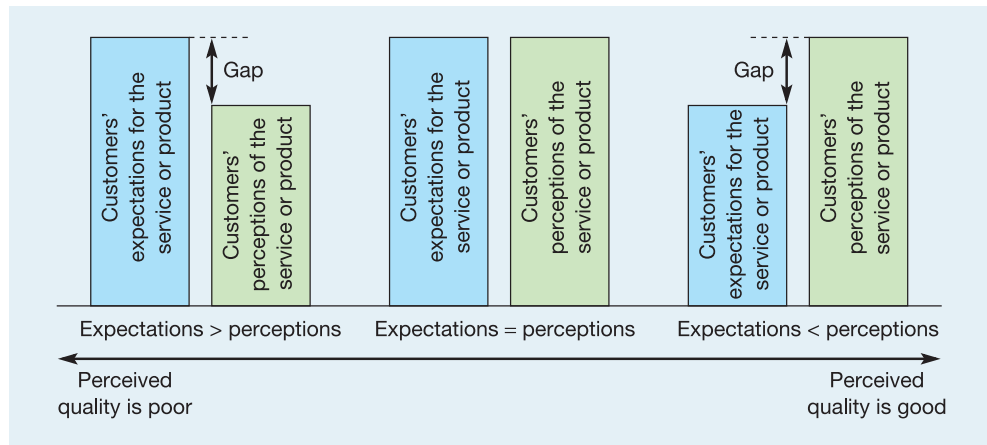 Customers’
expectations for the
service or product
Gap
Customers’
perceptions of the
service or product
Customers’
expectations for the
service or product
Customers’
perceptions of the
service or product
Customers’
expectations for the
service or product
Gap
Customers’
perceptions of the
service or product
Expectations > perceptions
Expectations = perceptions
Expectations < perceptions
Perceived
quality is poor
Perceived
quality is good